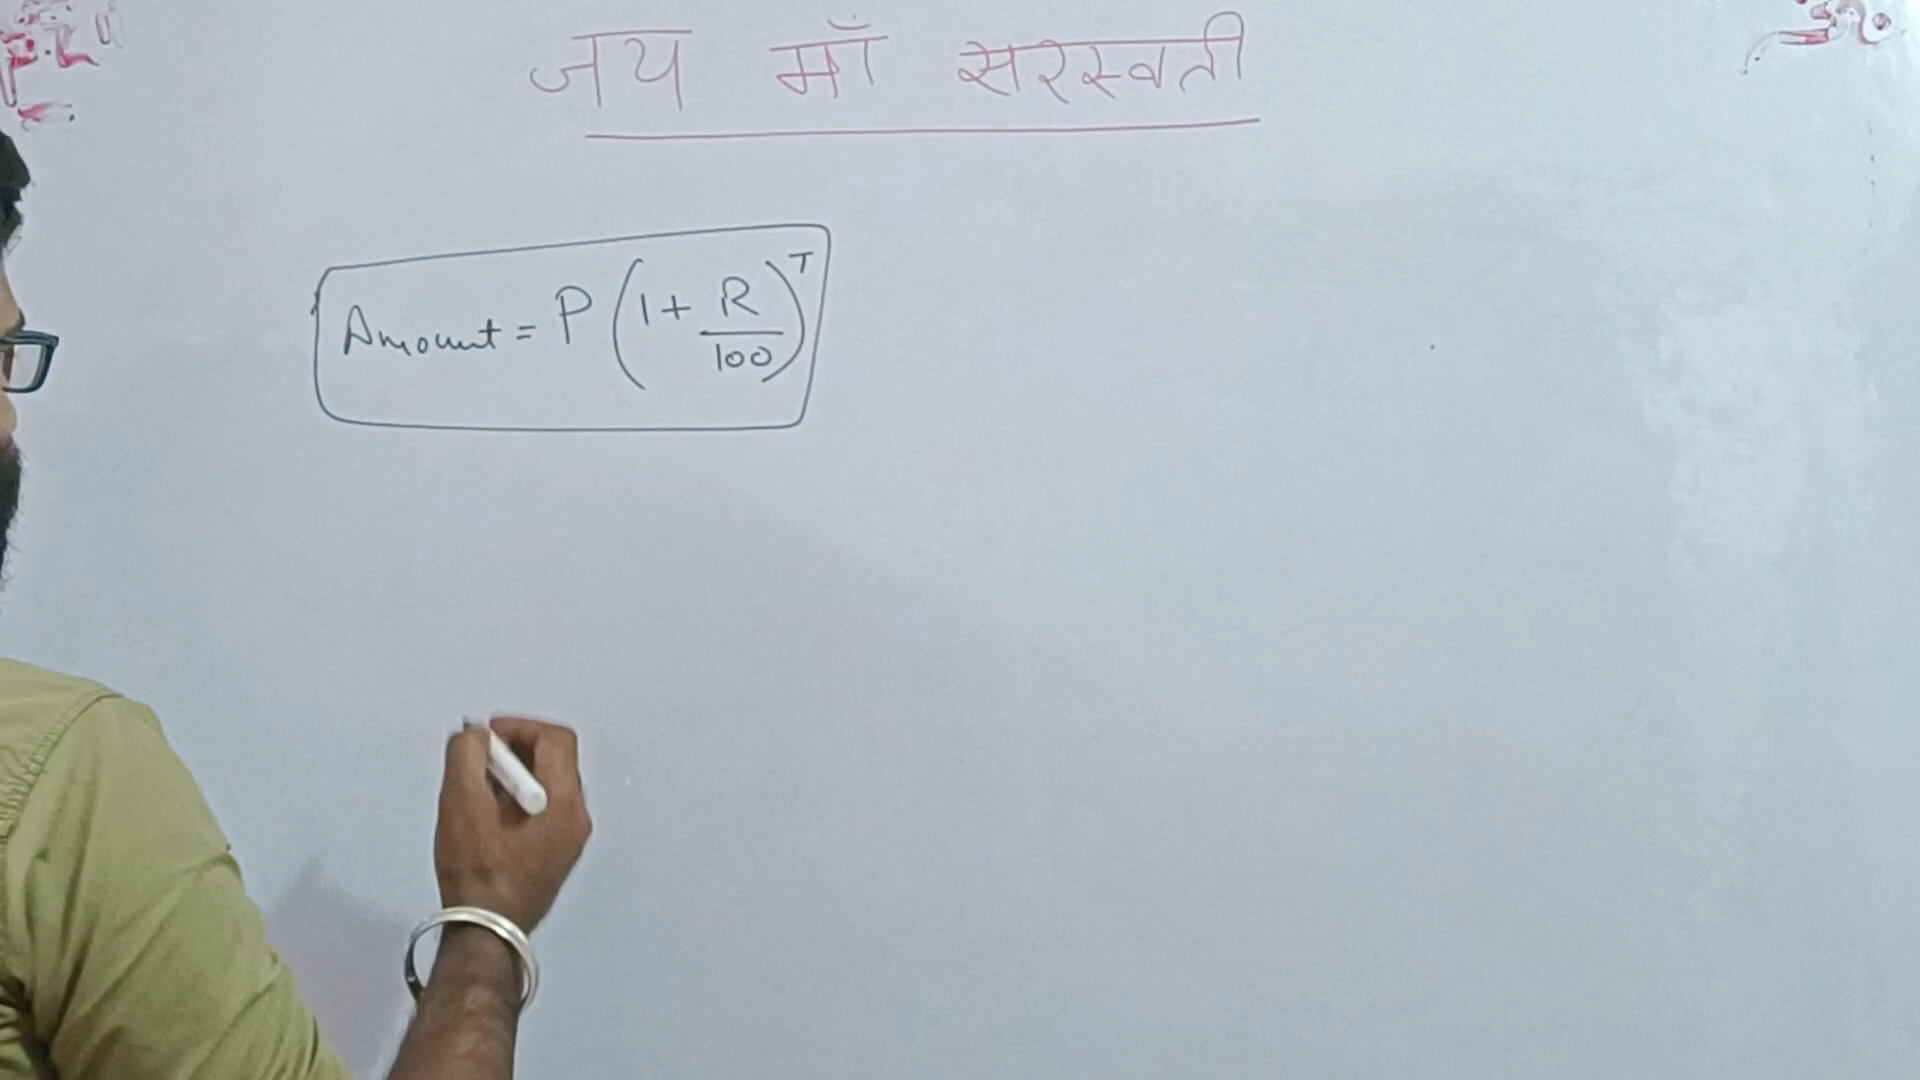 जय माँ सरस्वती
Amount = P (1 + R/100)^T